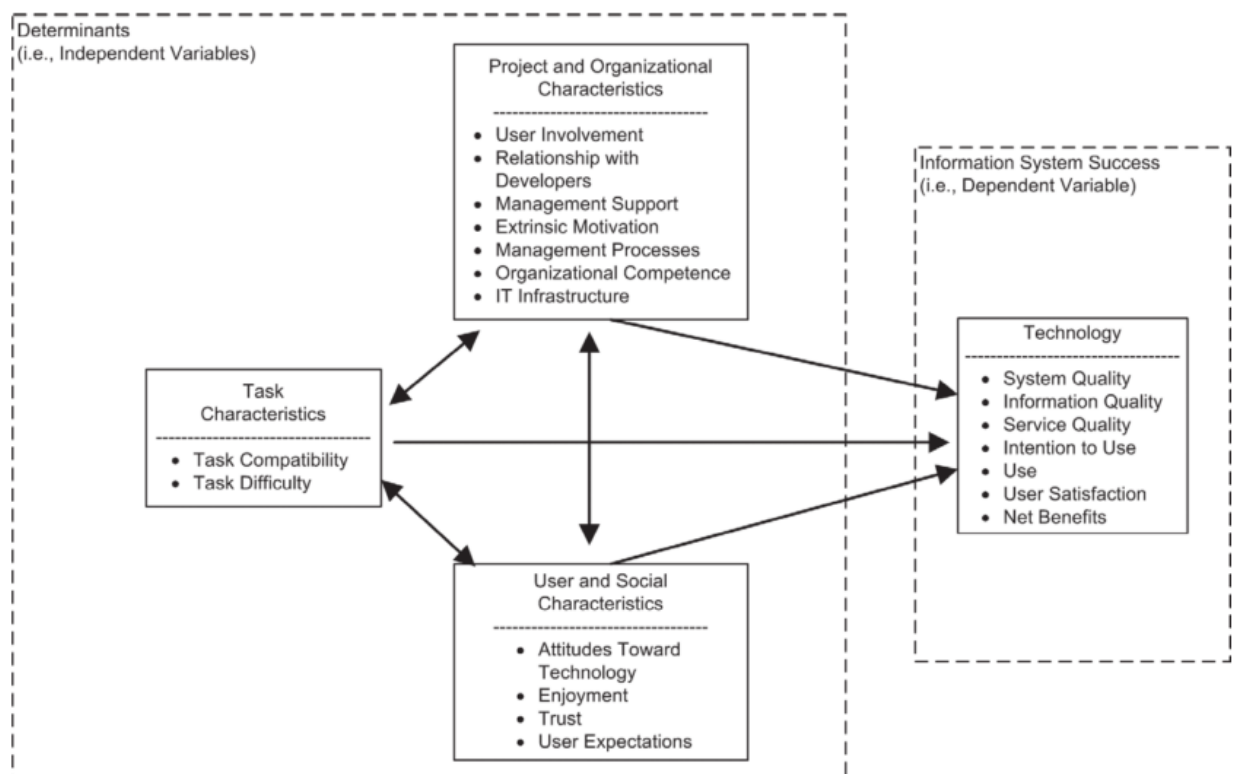 Determinants
(i.e., Independent Variables)
Project and Organizational
Characteristics
----------------------------------
• User Involvement
• Relationship with
Developers
• Management Support
• Extrinsic Motivation
• Management Processes
• Organizational Competence
• IT Infrastructure
Task
Characteristics
----------------------------------
• Task Compatibility
• Task Difficulty
User and Social
Characteristics
----------------------------------
• Attitudes Toward
Technology
• Enjoyment
• Trust
• User Expectations
Information System Success
(i.e., Dependent Variable)
Technology
----------------------------------
• System Quality
• Information Quality
• Service Quality
• Intention to Use
• Use
• User Satisfaction
• Net Benefits